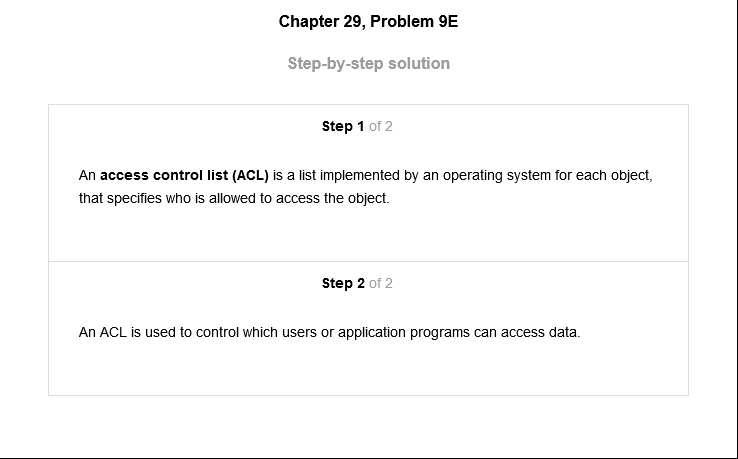 Chapter 29, Problem 9E
Step-by-step solution
Step 1 of 2
An access control list (ACL) is a list implemented by an operating system for each object,
that specifies who is allowed to access the object.
Step 2 of 2
An ACL is used to control which users or application programs can access data.